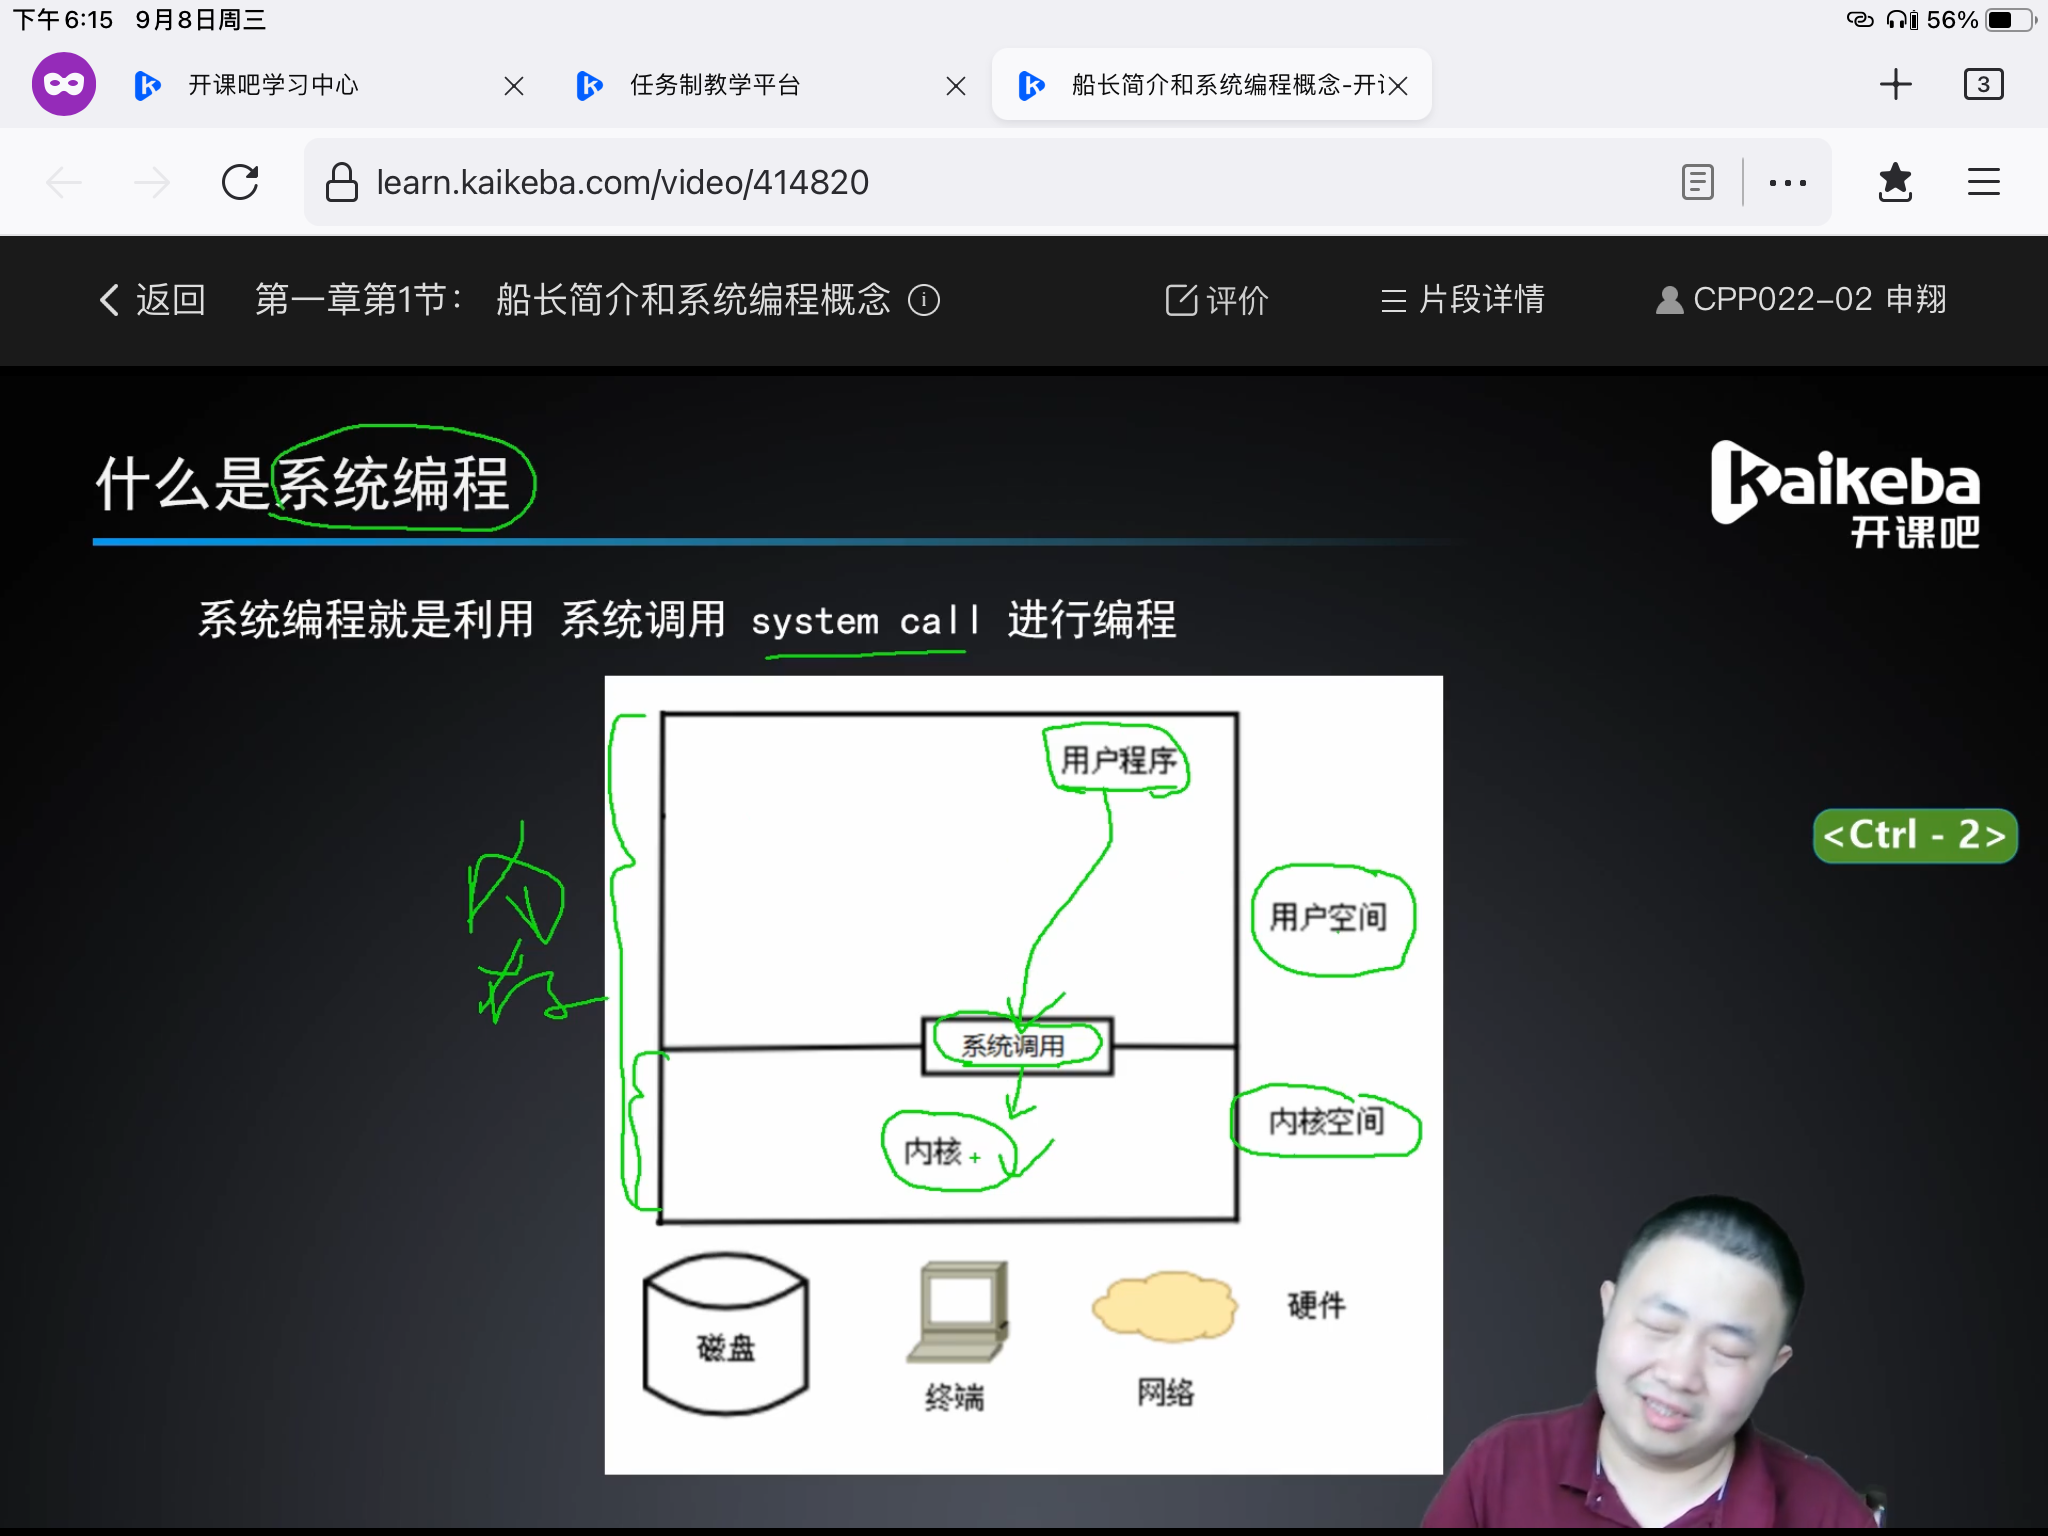 下午6:15 9月8日周三 56%
开课吧学习中心 任务制教学平台 船长简介和系统编程概念-开 3
learn.kaikeba.com/video/414820
返回 第一章第1节： 船长简介和系统编程概念 评价 片段详情 CPP022-02 申翔
什么是系统编程
kaikeba
开课吧
系统编程就是利用 系统调用 system call 进行编程
用户程序
<Ctrl - 2>
用户空间
内
系统调用
内核空间
内核
硬件
磁盘
终端
网络